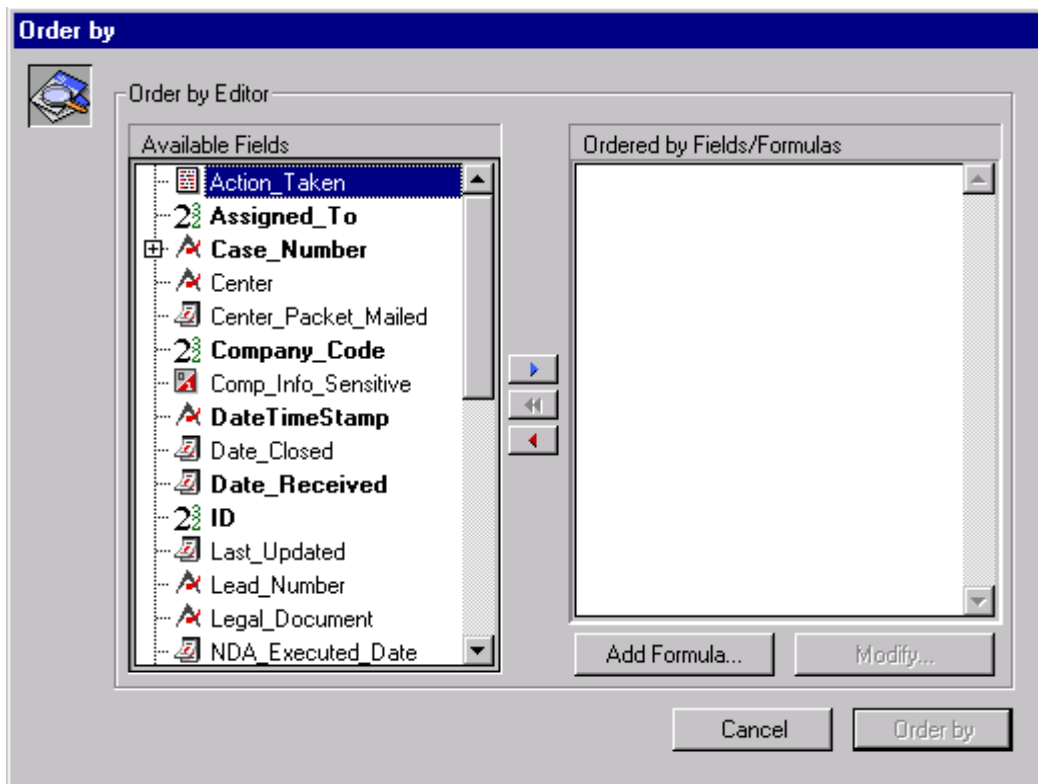 Order by
Order by Editor
Available Fields
Action_Taken
Assigned_To
Case_Number
Center
Center_Packet_Mailed
Company_Code
Comp_Info_Sensitive
DateTimeStamp
Date_Closed
Date_Received
ID
Last_Updated
Lead_Number
Legal_Document
NDA_Executed_Date
Ordered by Fields/Formulas
Add Formula...
Modify...
Cancel
Order by